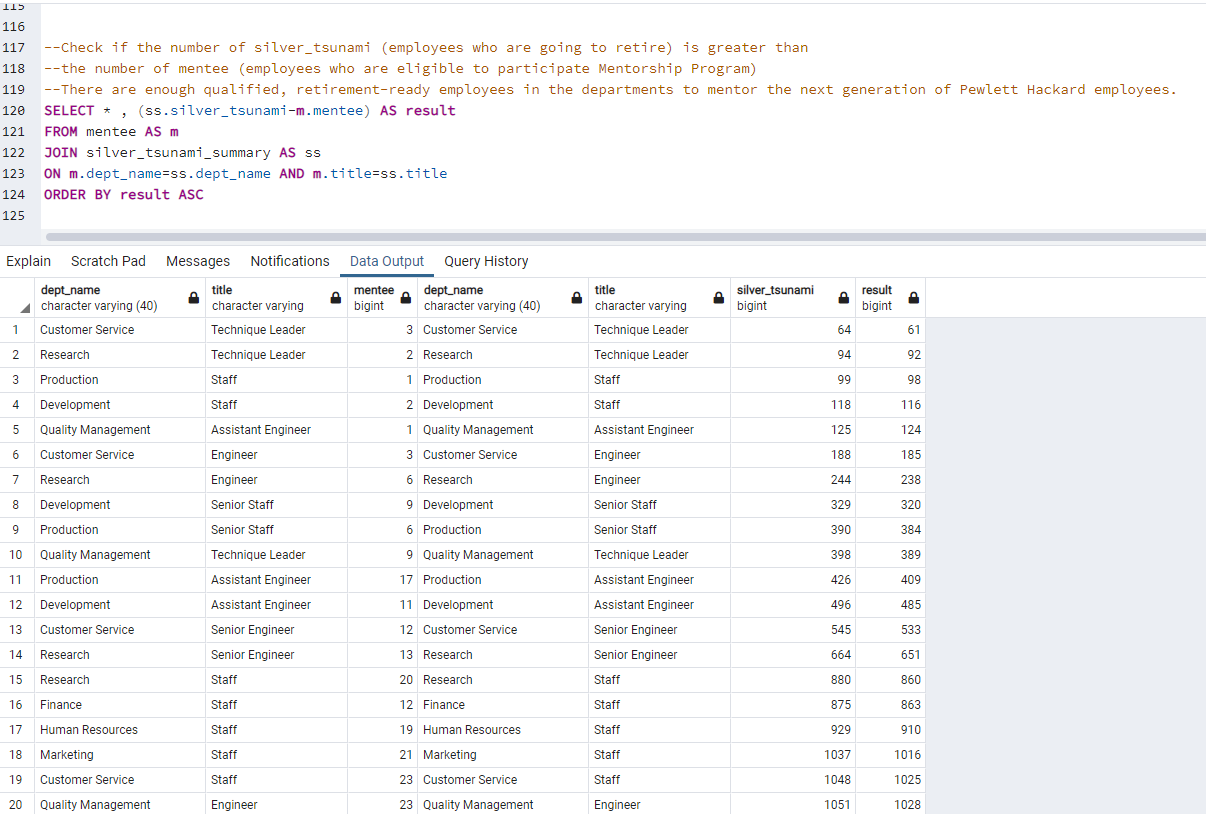 115
116
117 --Check if the number of silver_tsunami (employees who are going to retire) is greater than
118 --the number of mentee (employees who are eligible to participate Mentorship Program)
119 --There are enough qualified, retirement-ready employees in the departments to mentor the next generation of Pewlett Hackard employees.
120 SELECT * , (ss.silver_tsunami-m.mentee) AS result
121 FROM mentee AS m
122 JOIN silver_tsunami_summary AS ss
123 ON m.dept_name=ss.dept_name AND m.title=ss.title
124 ORDER BY result ASC
125
Explain Scratch Pad Messages Notifications Data Output Query History
dept_name title mentee dept_name title silver_tsunami result
character varying (40) character varying bigint character varying (40) character varying bigint bigint
1 Customer Service Technique Leader 3 Customer Service Technique Leader 64 61
2 Research Technique Leader 2 Research Technique Leader 94 92
3 Production Staff 1 Production Staff 99 98
4 Development Staff 2 Development Staff 118 116
5 Quality Management Assistant Engineer 1 Quality Management Assistant Engineer 125 124
6 Customer Service Engineer 3 Customer Service Engineer 188 185
7 Research Engineer 6 Research Engineer 244 238
8 Development Senior Staff 9 Development Senior Staff 329 320
9 Production Senior Staff 6 Production Senior Staff 390 384
10 Quality Management Technique Leader 9 Quality Management Technique Leader 398 389
11 Production Assistant Engineer 17 Production Assistant Engineer 426 409
12 Development Assistant Engineer 11 Development Assistant Engineer 496 485
13 Customer Service Senior Engineer 12 Customer Service Senior Engineer 545 533
14 Research Senior Engineer 13 Research Senior Engineer 664 651
15 Research Staff 20 Research Staff 880 860
16 Finance Staff 12 Finance Staff 875 863
17 Human Resources Staff 19 Human Resources Staff 929 910
18 Marketing Staff 21 Marketing Staff 1037 1016
19 Customer Service Staff 23 Customer Service Staff 1048 1025
20 Quality Management Engineer 23 Quality Management Engineer 1051 1028